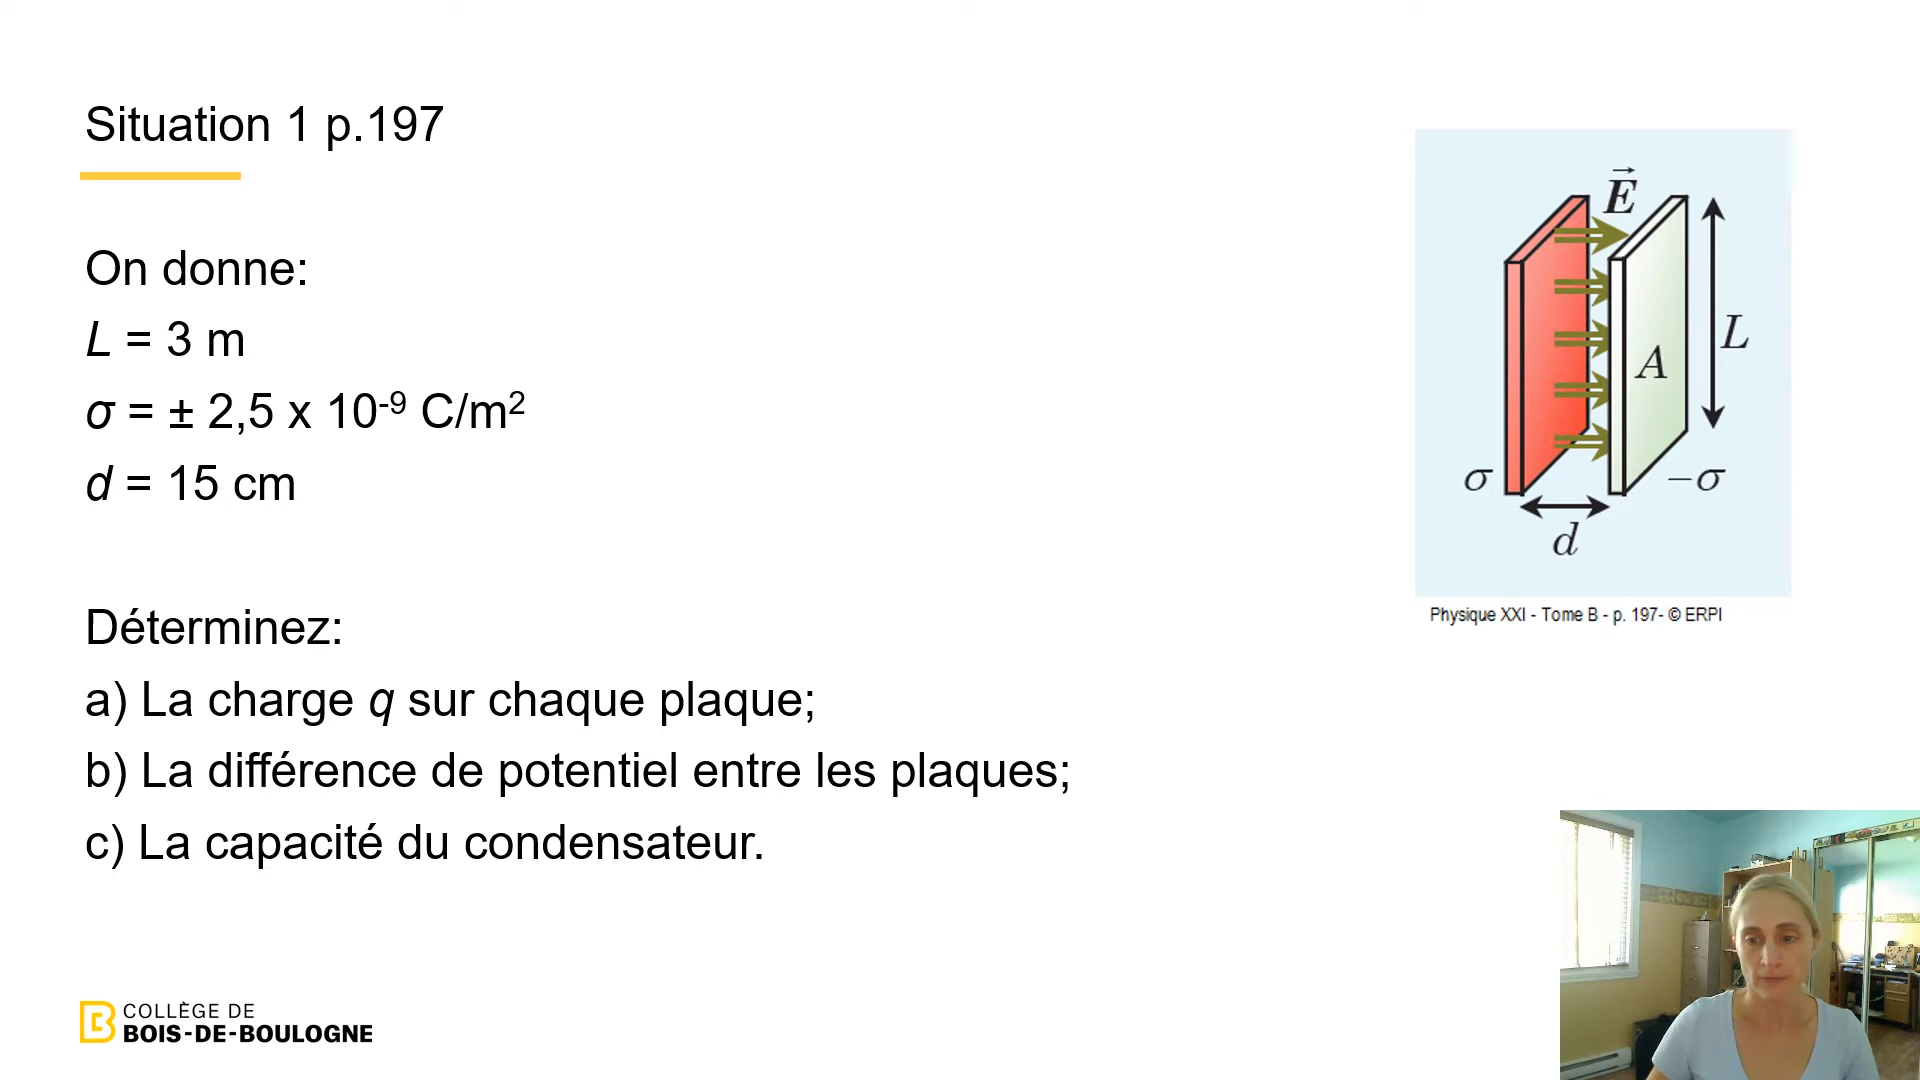 Situation 1 p.197
On donne:
L = 3 m
σ = ± 2,5 x 10⁻⁹ C/m²
d = 15 cm
Déterminez:
a) La charge q sur chaque plaque;
b) La différence de potentiel entre les plaques;
c) La capacité du condensateur.
E⃗
L
A
σ
−σ
d
Physique XXI - Tome B - p. 197- © ERPI
COLLÈGE DE
BOIS-DE-BOULOGNE